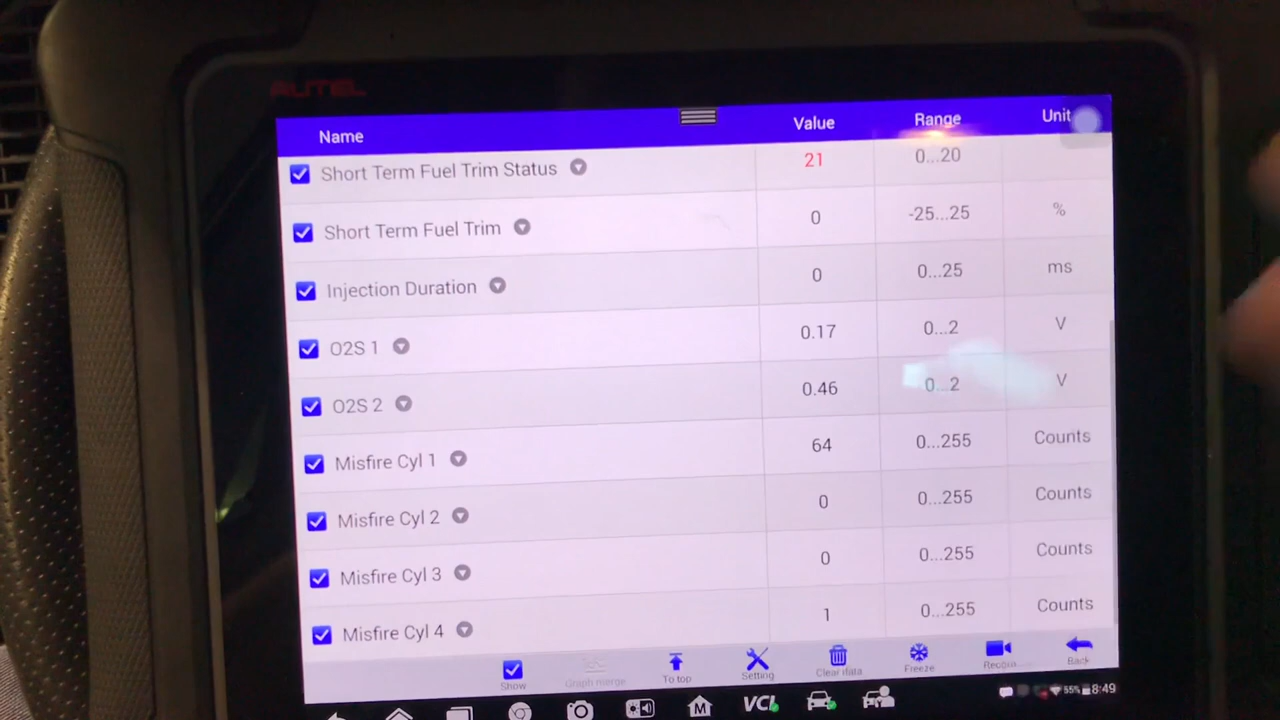 AUTEL
Name Value Range Unit
Short Term Fuel Trim Status 21 0...20
Short Term Fuel Trim 0 -25...25 %
Injection Duration 0 0...25 ms
O2S 1 0.17 0...2 V
O2S 2 0.46 0...2 V
Misfire Cyl 1 64 0...255 Counts
Misfire Cyl 2 0 0...255 Counts
Misfire Cyl 3 0 0...255 Counts
Misfire Cyl 4 1 0...255 Counts
Show Graph merge To top Setting Clear data Freeze Back
M VCI 55% 8:49